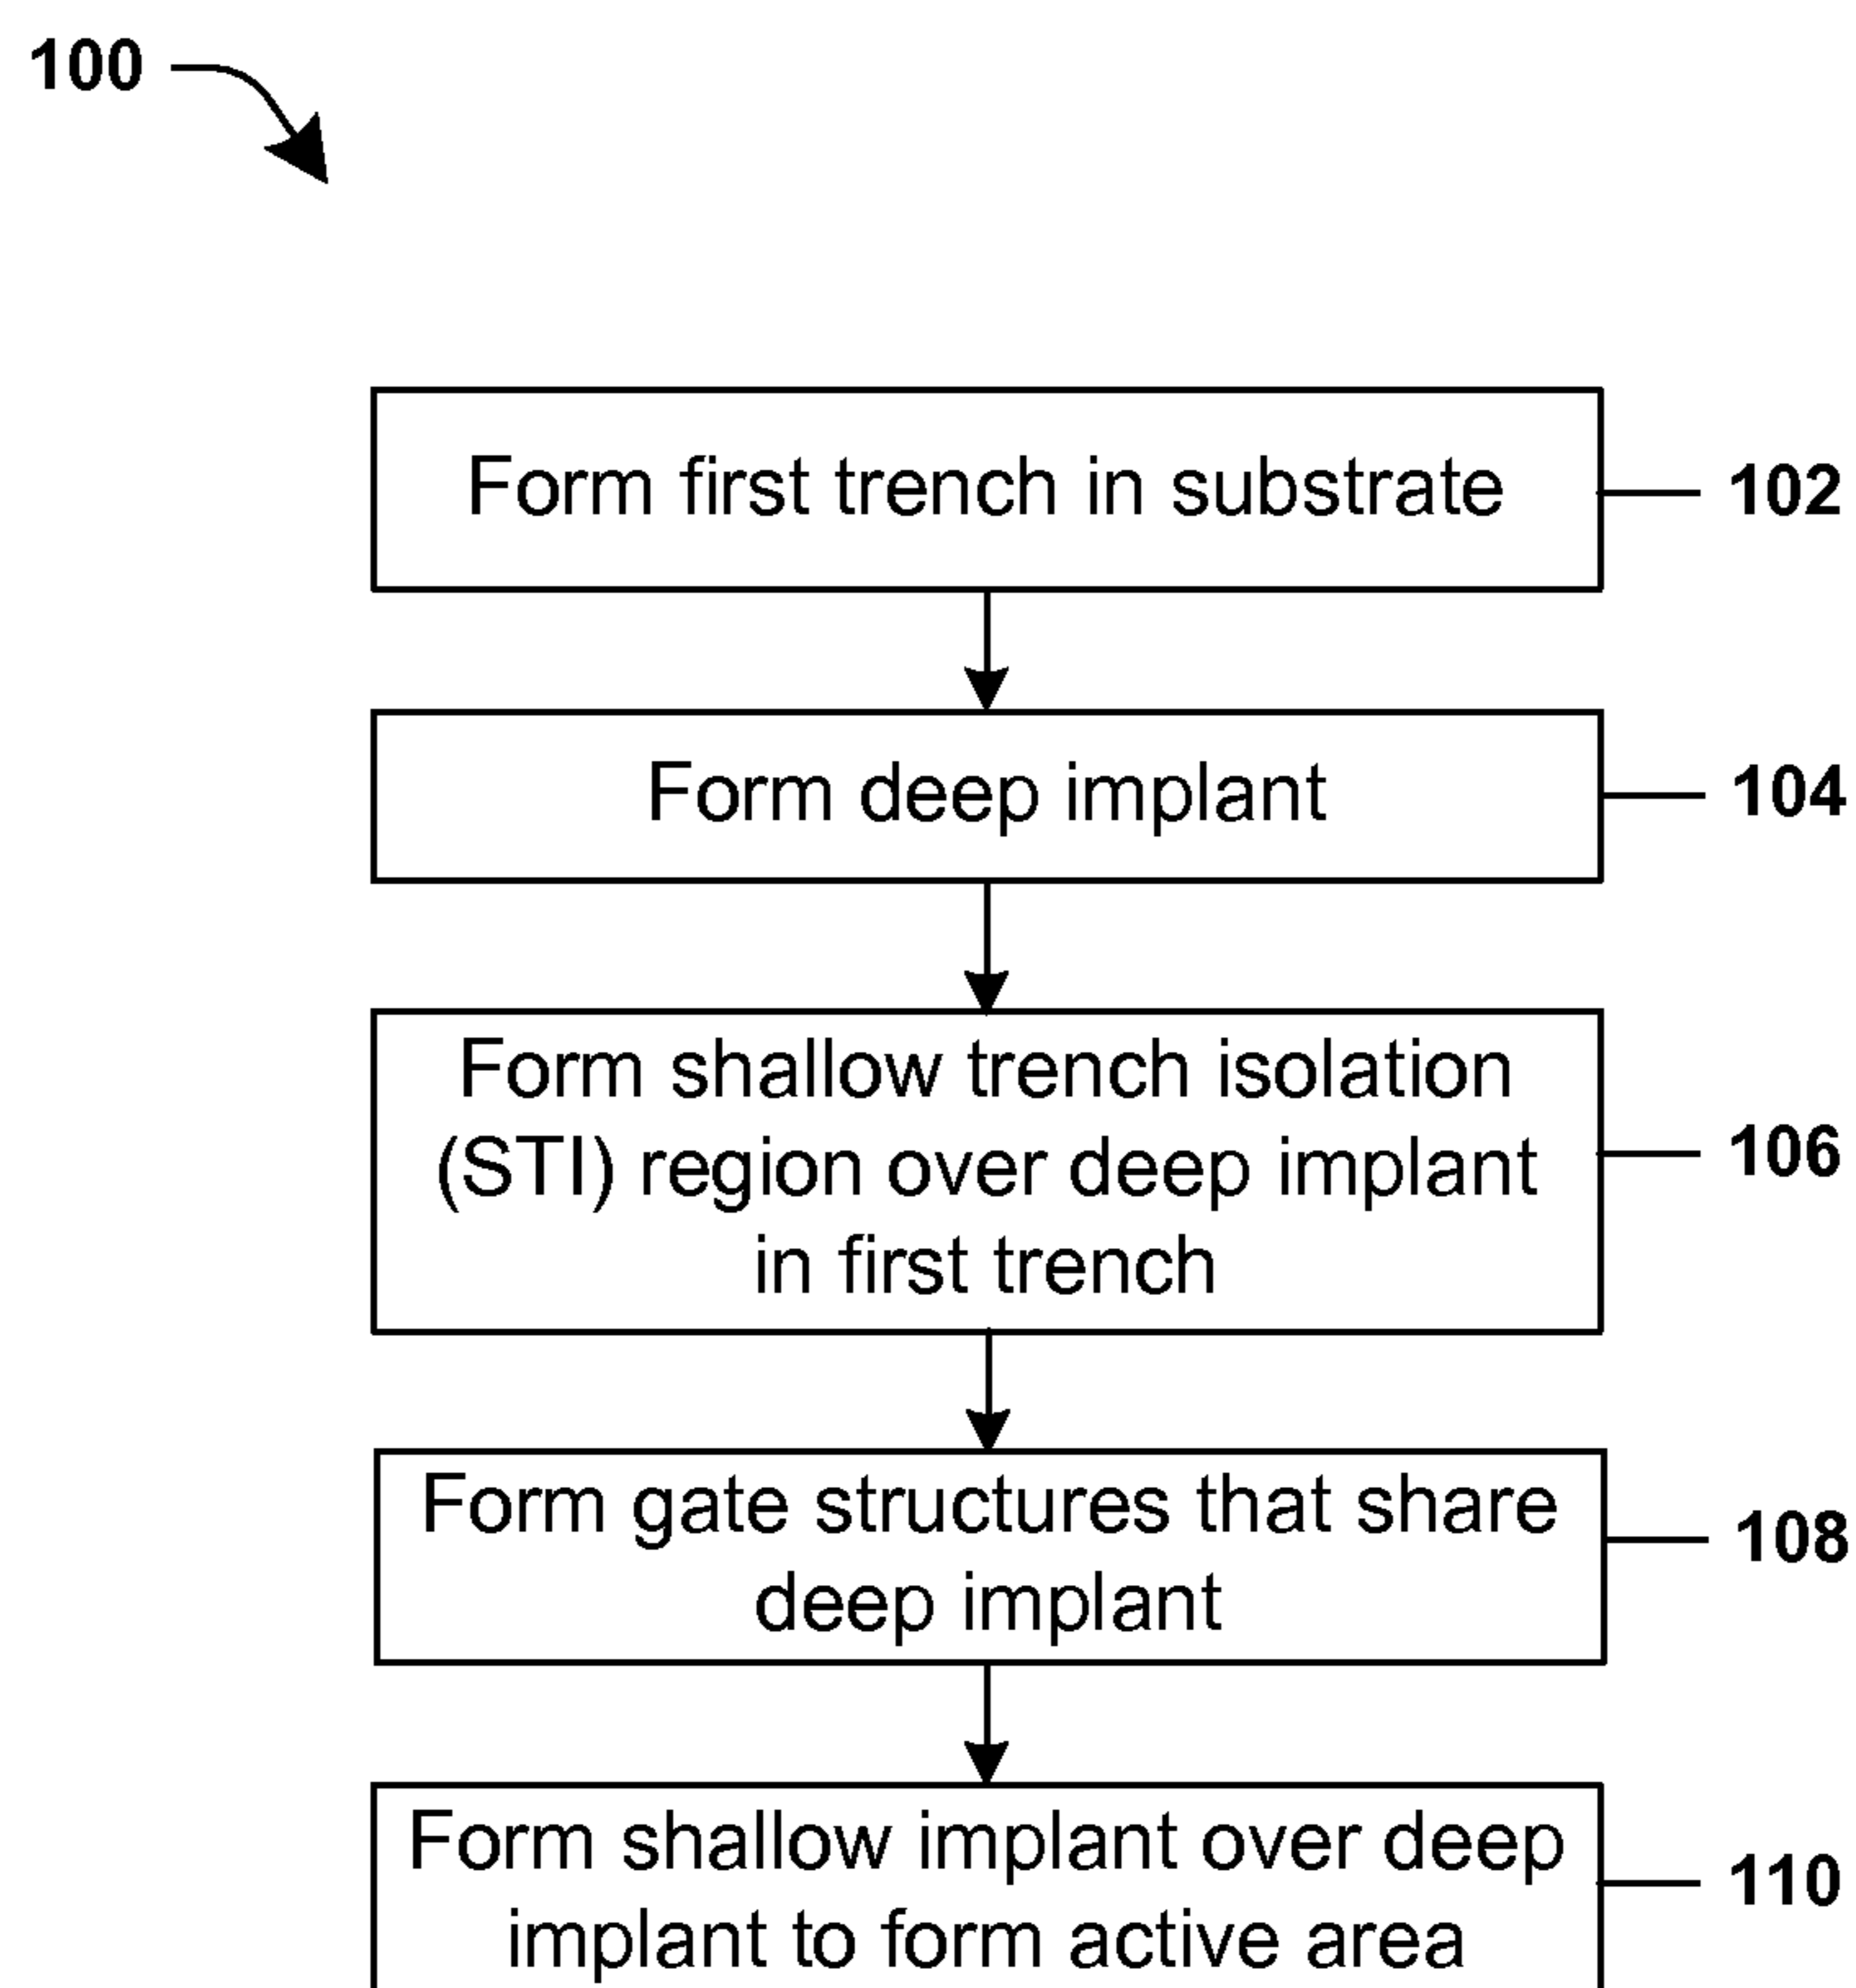 100
Form first trench in substrate
102
Form deep implant
104
Form shallow trench isolation
(STI) region over deep implant
in first trench
106
Form gate structures that share
deep implant
108
Form shallow implant over deep
implant to form active area
110